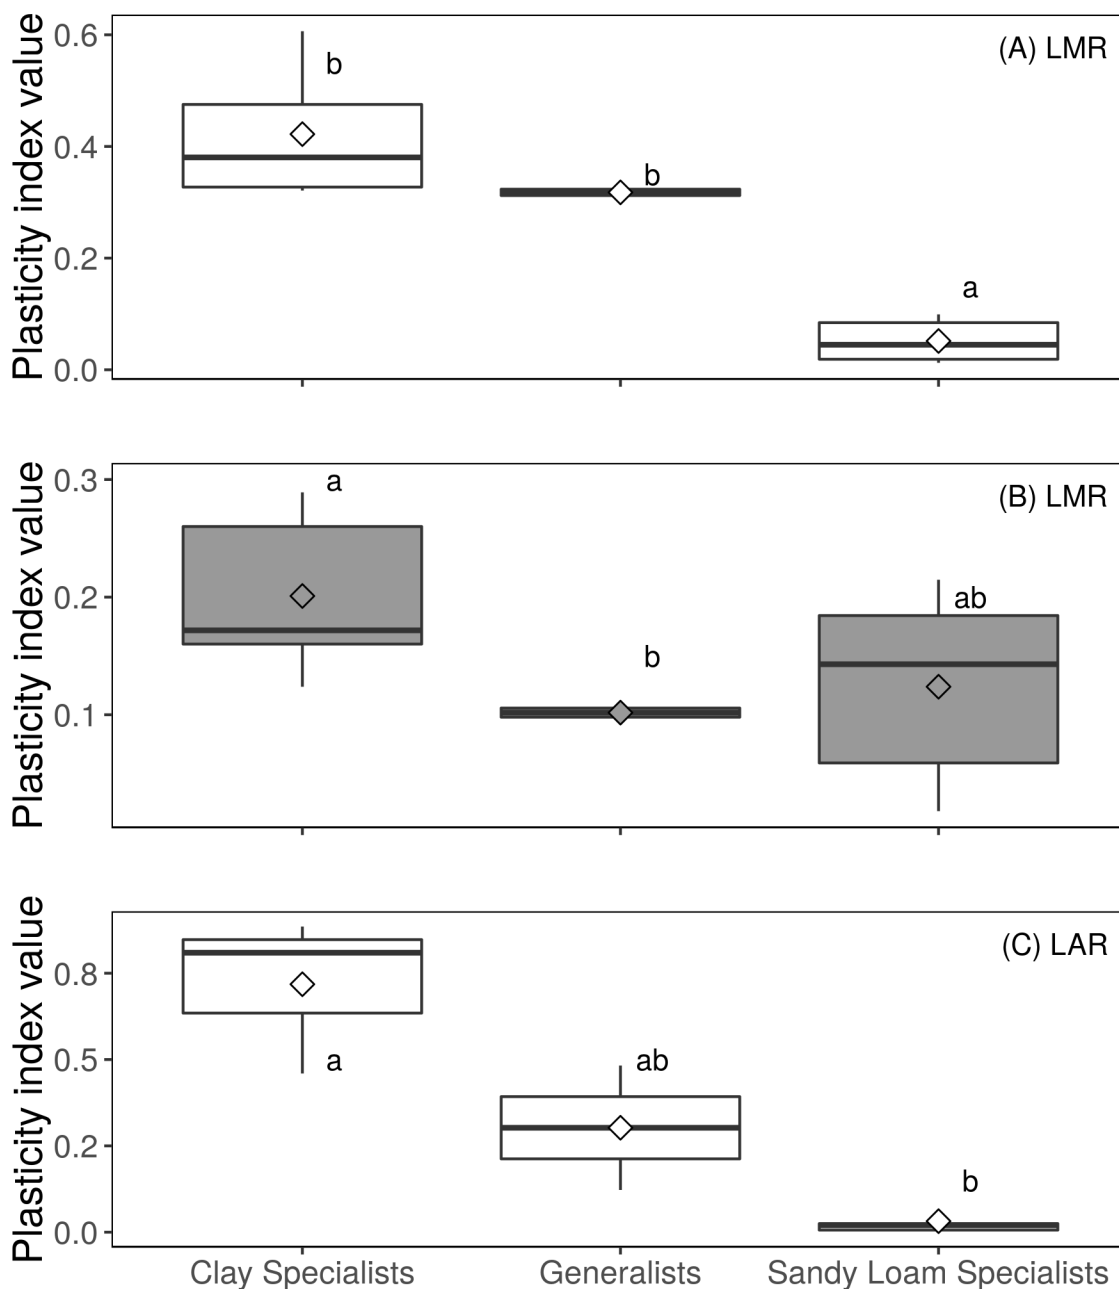 Plasticity index value
0.6
0.4
0.2
0.0
(A) LMR
b
b
a
Plasticity index value
0.3
0.2
0.1
(B) LMR
a
b
ab
Plasticity index value
0.8
0.5
0.2
0.0
(C) LAR
a
ab
b
Clay Specialists
Generalists
Sandy Loam Specialists